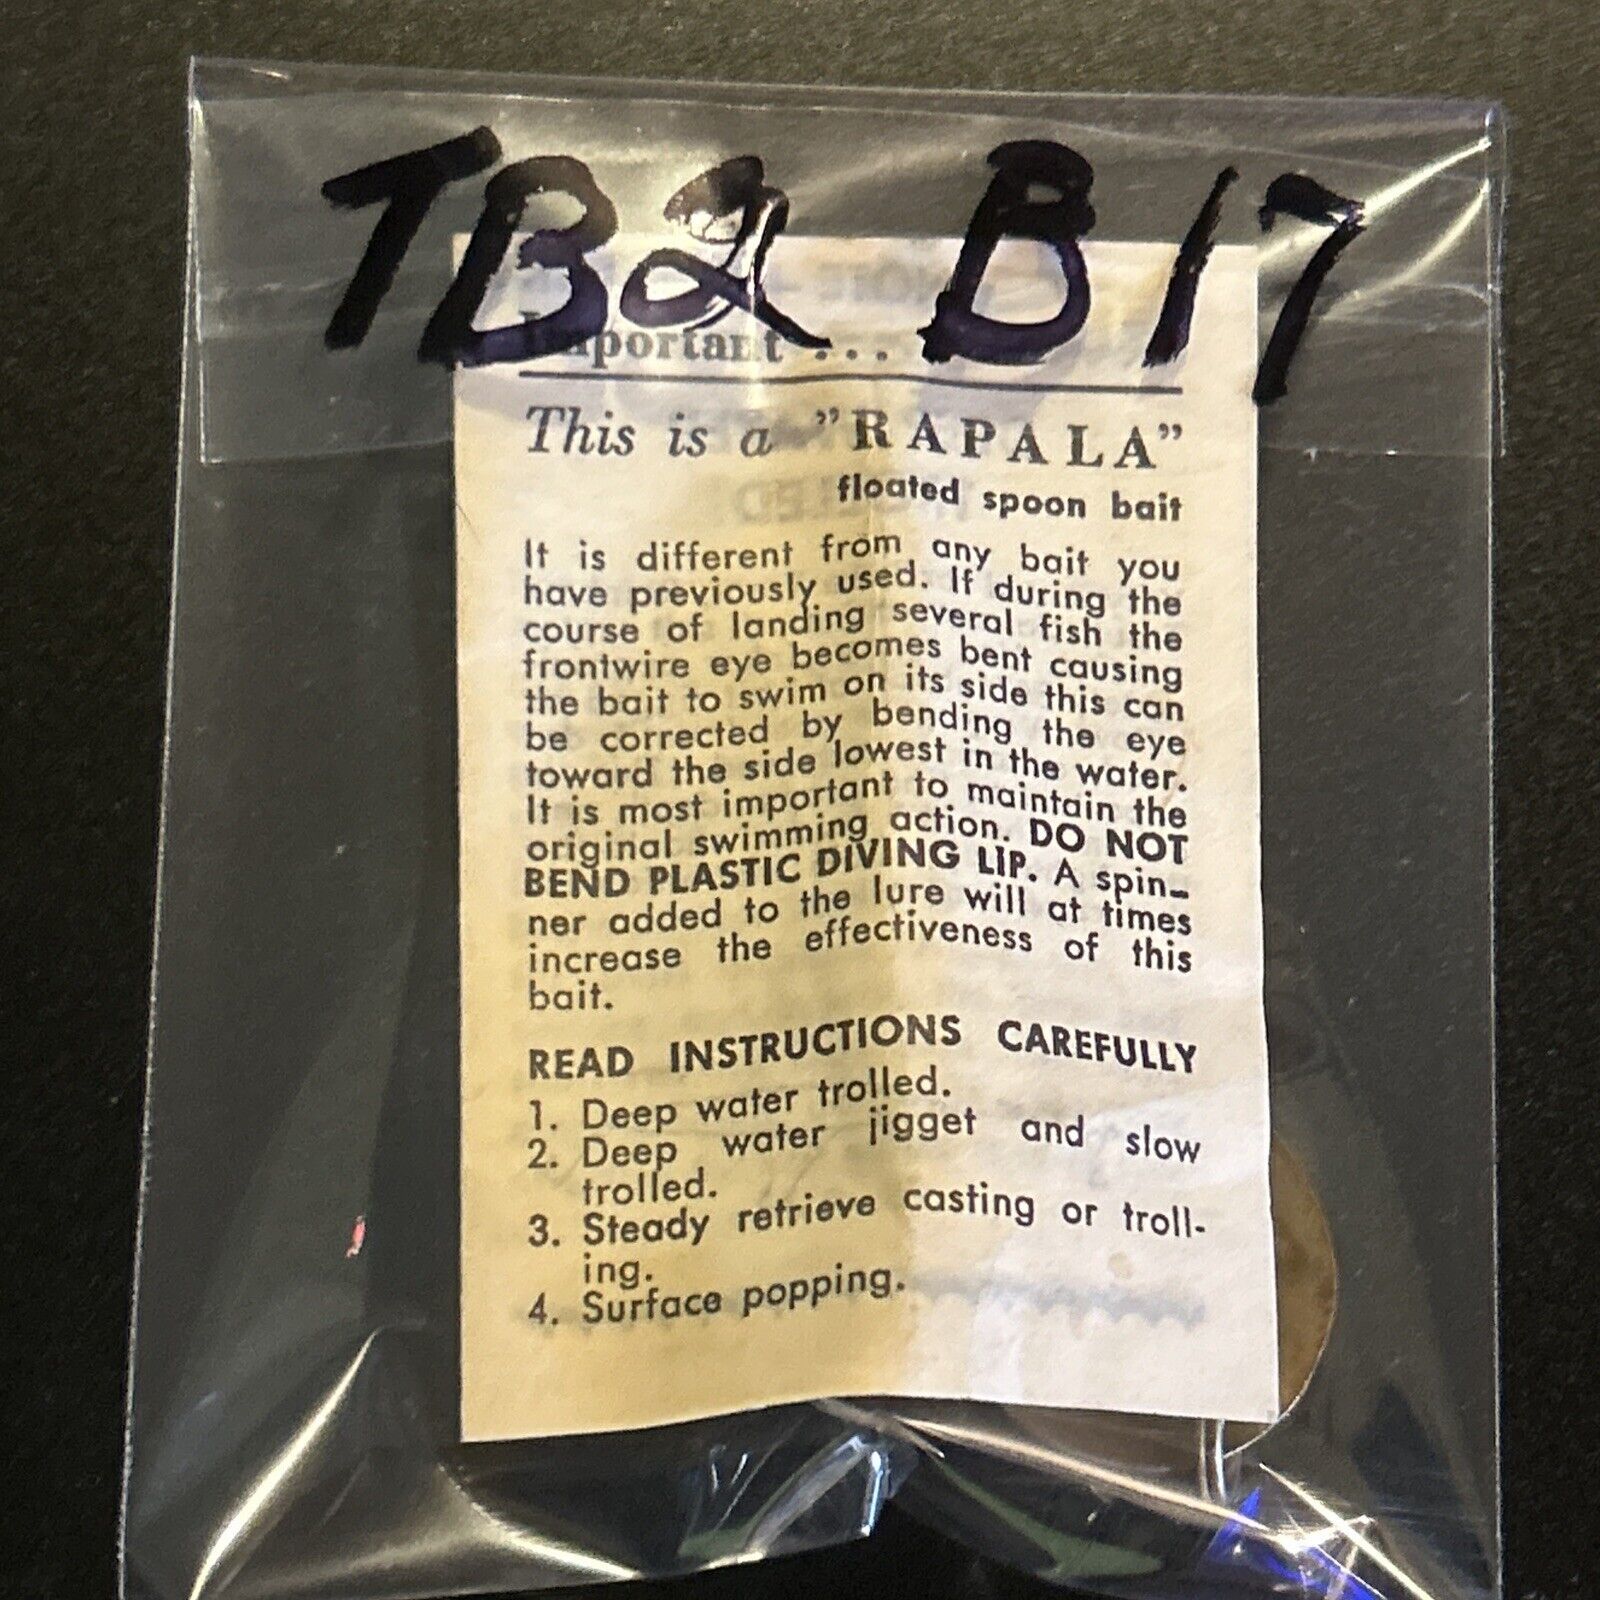 TB2 B17
Important ...
This is a ”RAPALA”
floated spoon bait
It is different from any bait you
have previously used. If during the
course of landing several fish the
frontwire eye becomes bent causing
the bait to swim on its side this can
be corrected by bending the eye
toward the side lowest in the water.
It is most important to maintain the
original swimming action. DO NOT
BEND PLASTIC DIVING LIP. A spin-
ner added to the lure will at times
increase the effectiveness of this
bait.
READ INSTRUCTIONS CAREFULLY
1. Deep water trolled.
2. Deep water jigget and slow
trolled.
3. Steady retrieve casting or troll-
ing.
4. Surface popping.